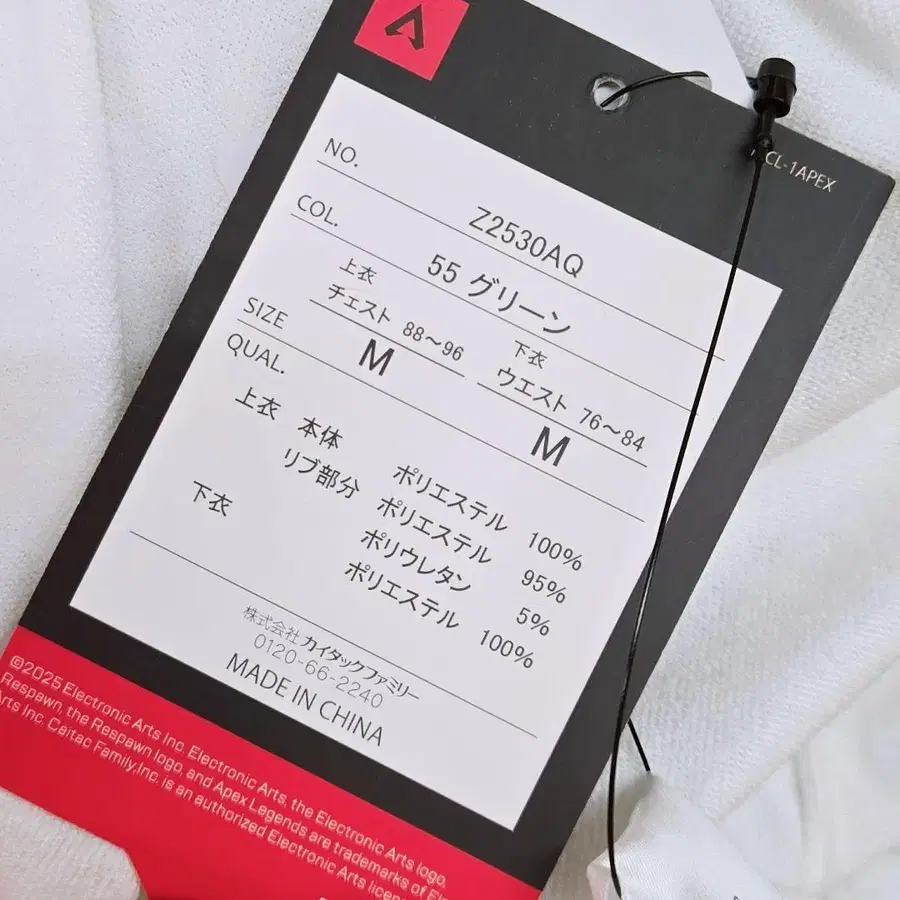 CL-1APEX
NO.
Z2530AQ
COL.
55 グリーン
SIZE
上衣
チェスト 88～96
M
下衣
ウエスト 76～84
M
QUAL.
上衣 本体 ポリエステル 100%
リブ部分 ポリエステル 95%
ポリウレタン 5%
下衣 ポリエステル 100%
株式会社カイタックファミリー
0120-66-2240
MADE IN CHINA
©2025 Electronic Arts Inc. Electronic Arts, the Electronic Arts logo,
Respawn, the Respawn logo, and Apex Legends are trademarks of
Arts Inc. Caitac Family,Inc. is an authorized Electronic Arts